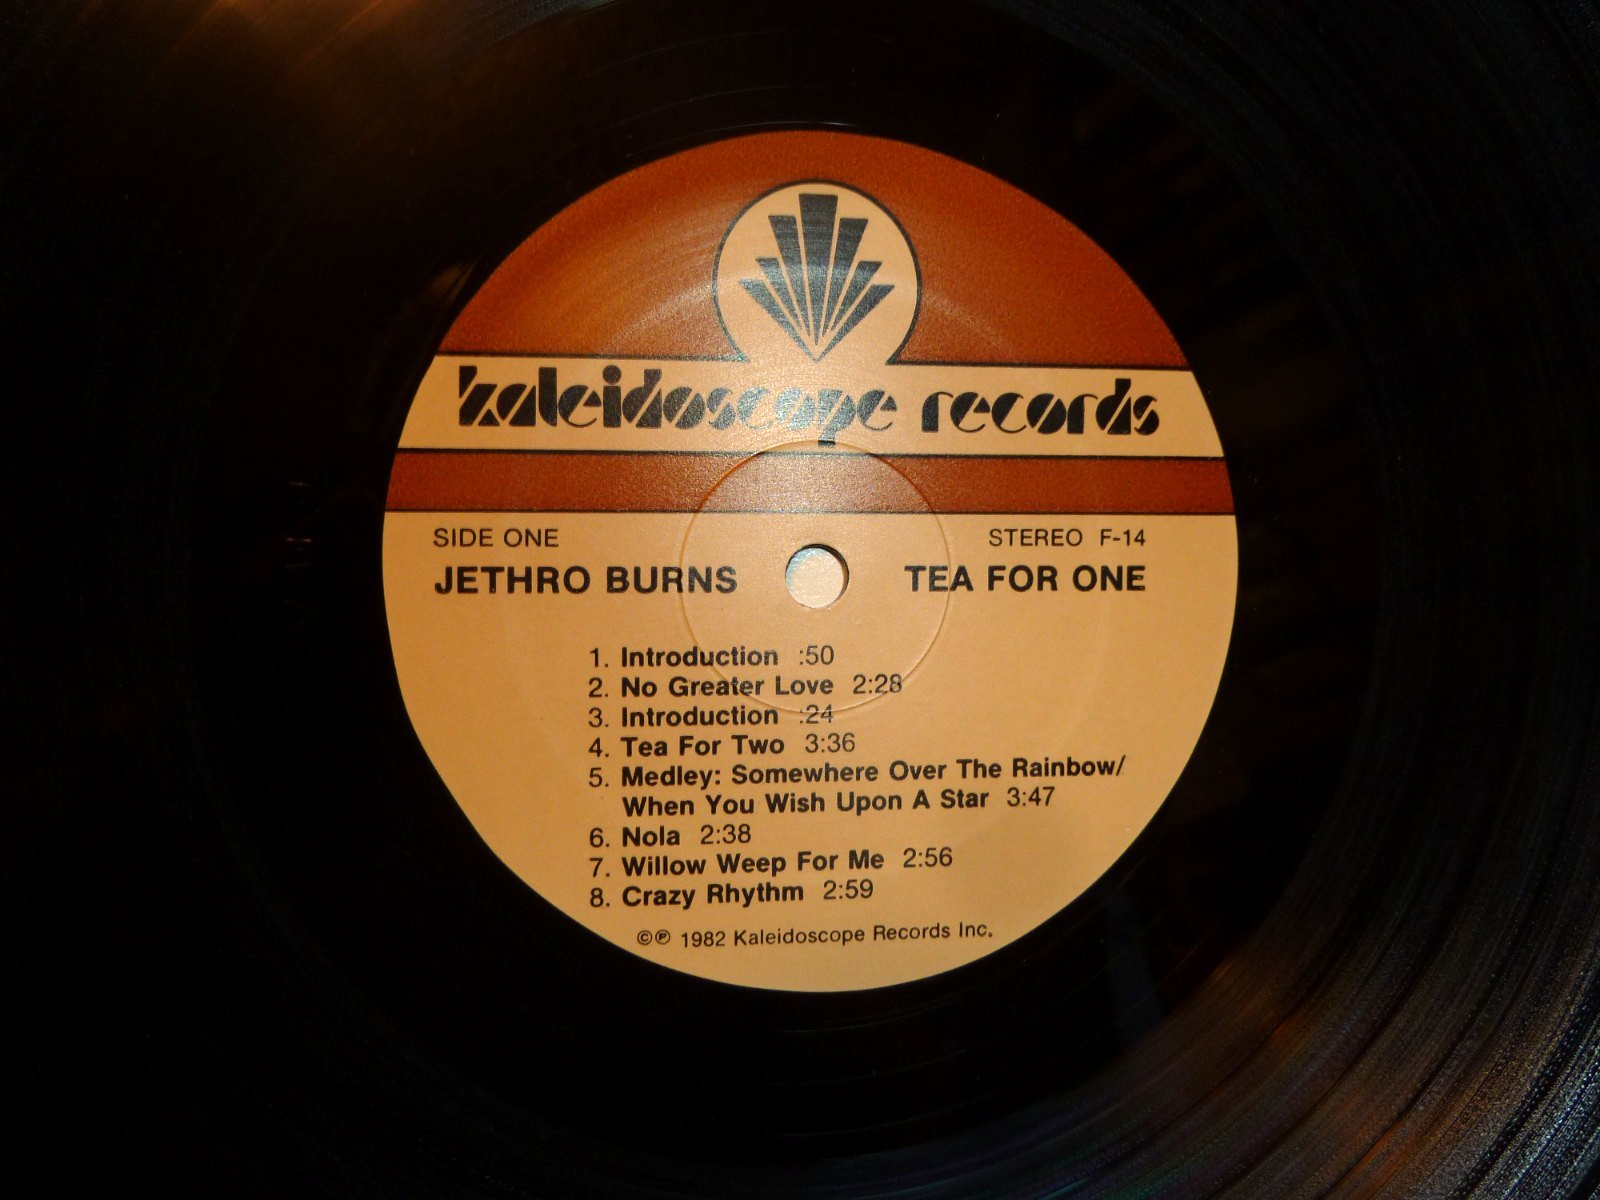 kaleidoscope records
SIDE ONE STEREO F-14
JETHRO BURNS TEA FOR ONE
1. Introduction :50
2. No Greater Love 2:28
3. Introduction :24
4. Tea For Two 3:36
5. Medley: Somewhere Over The Rainbow/
When You Wish Upon A Star 3:47
6. Nola 2:38
7. Willow Weep For Me 2:56
8. Crazy Rhythm 2:59
©℗ 1982 Kaleidoscope Records Inc.